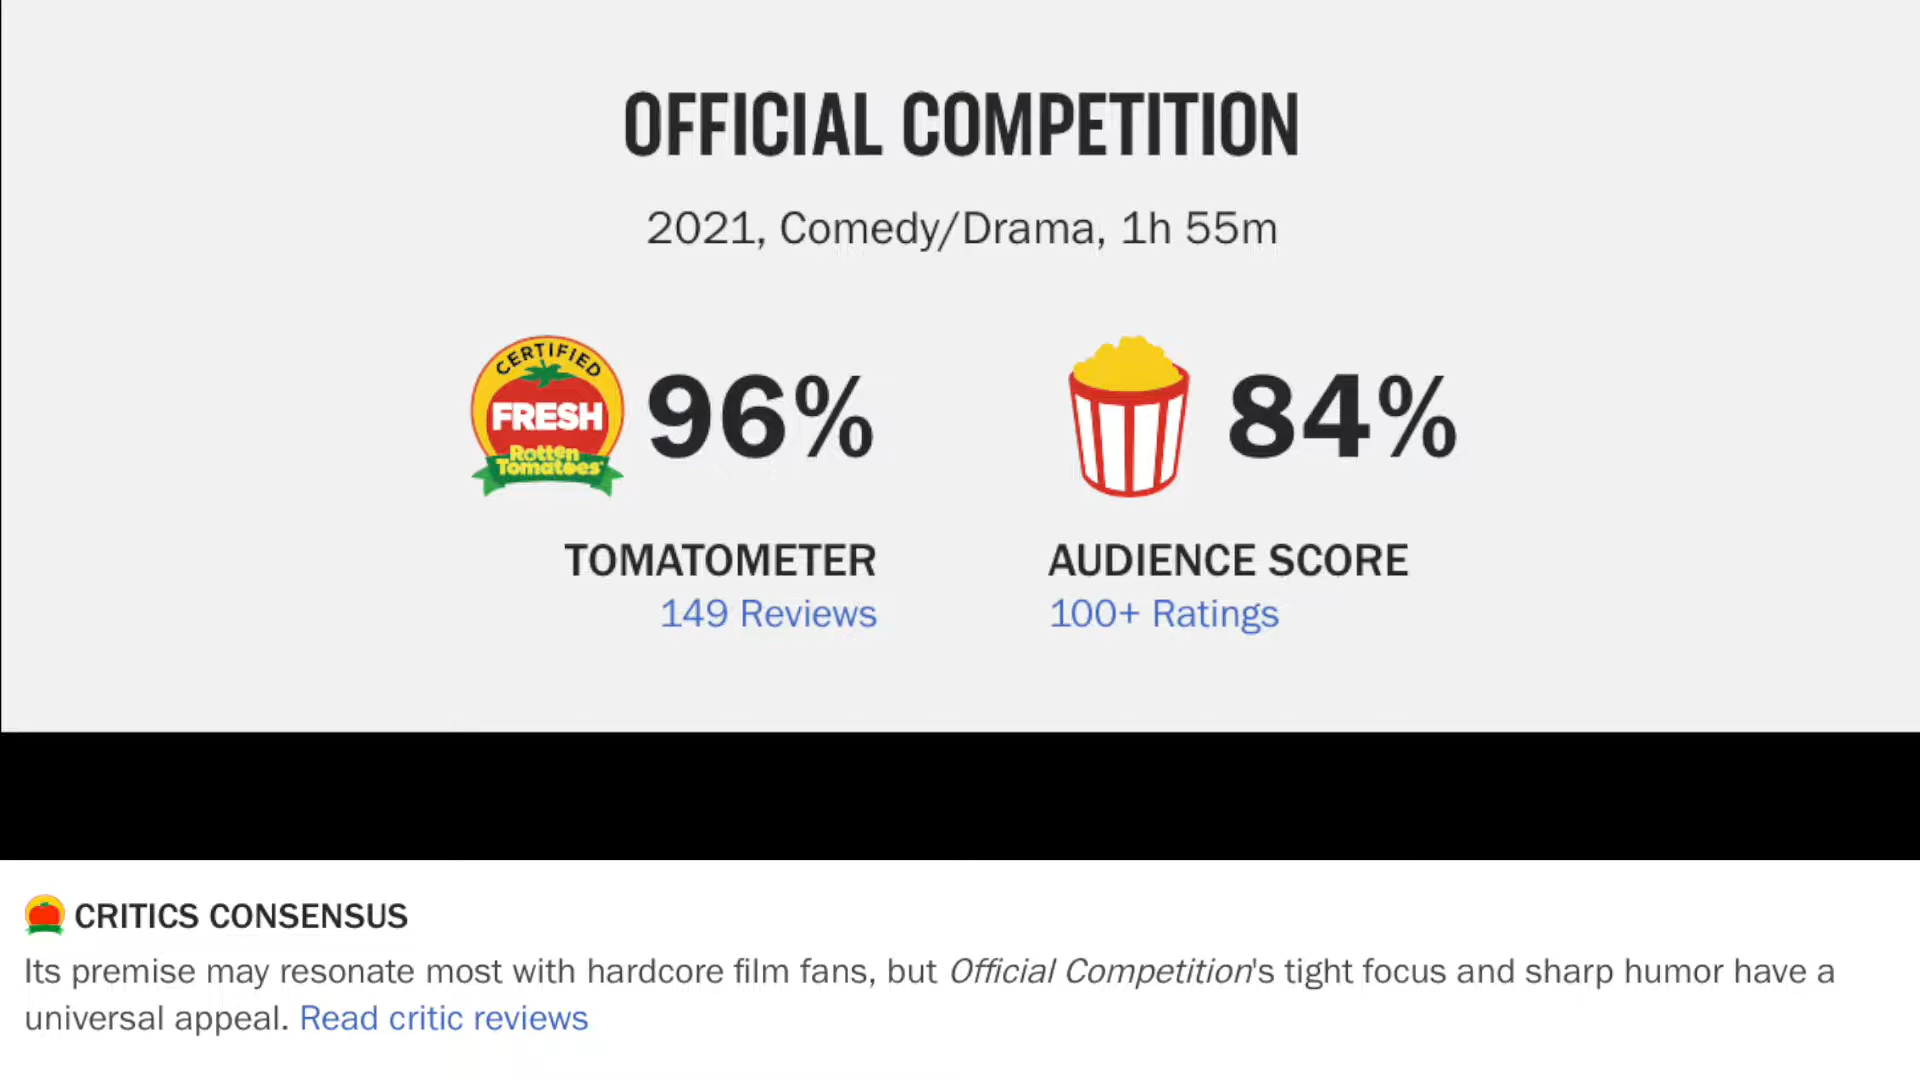 OFFICIAL COMPETITION
2021, Comedy/Drama, 1h 55m
CERTIFIED
FRESH
Rotten
Tomatoes
96%
84%
TOMATOMETER
AUDIENCE SCORE
149 Reviews
100+ Ratings
CRITICS CONSENSUS
Its premise may resonate most with hardcore film fans, but Official Competition's tight focus and sharp humor have a
universal appeal. Read critic reviews